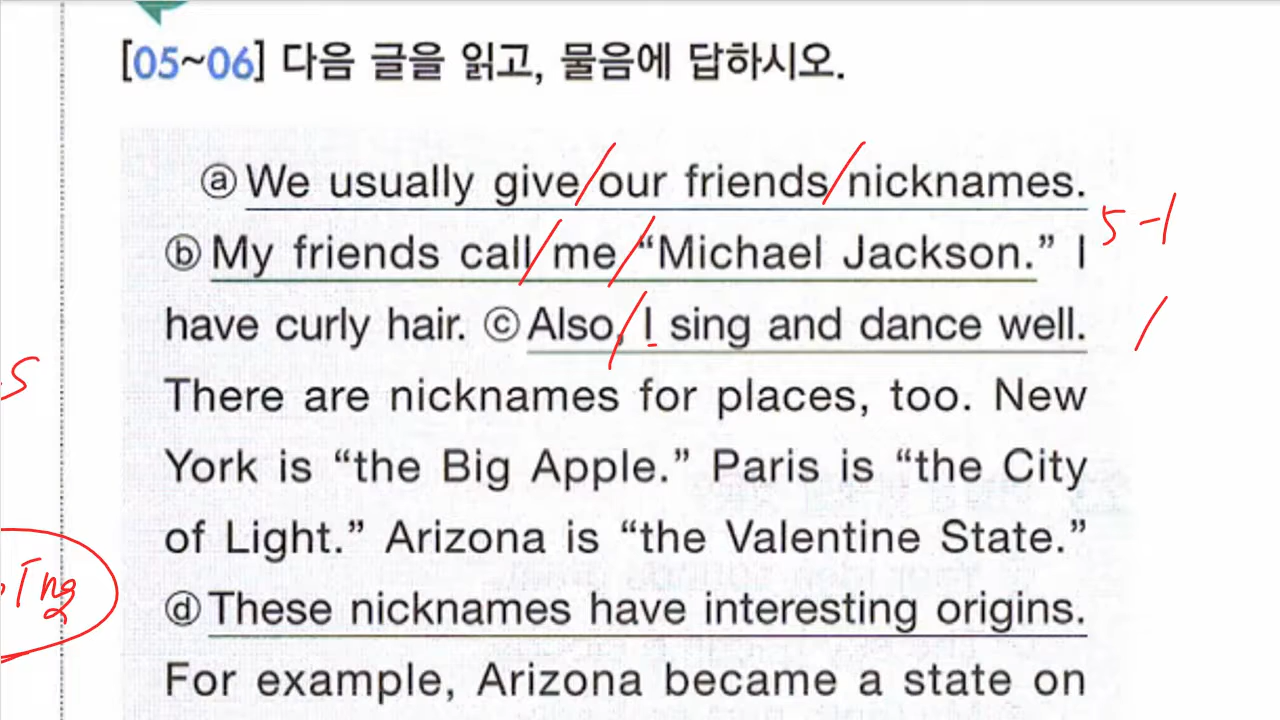 [05~06] 다음 글을 읽고, 물음에 답하시오.
ⓐ We usually give our friends nicknames.
ⓑ My friends call me “Michael Jackson.” I
5-1
have curly hair. ⓒ Also, I sing and dance well.
There are nicknames for places, too. New
York is “the Big Apple.” Paris is “the City
of Light.” Arizona is “the Valentine State.”
ⓓ These nicknames have interesting origins.
For example, Arizona became a state on